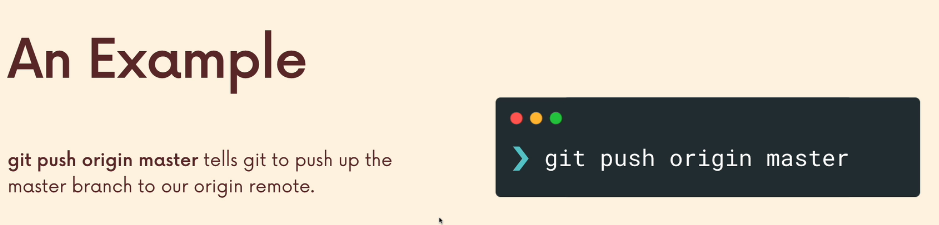 An Example
git push origin master tells git to push up the
master branch to our origin remote.
❯ git push origin master